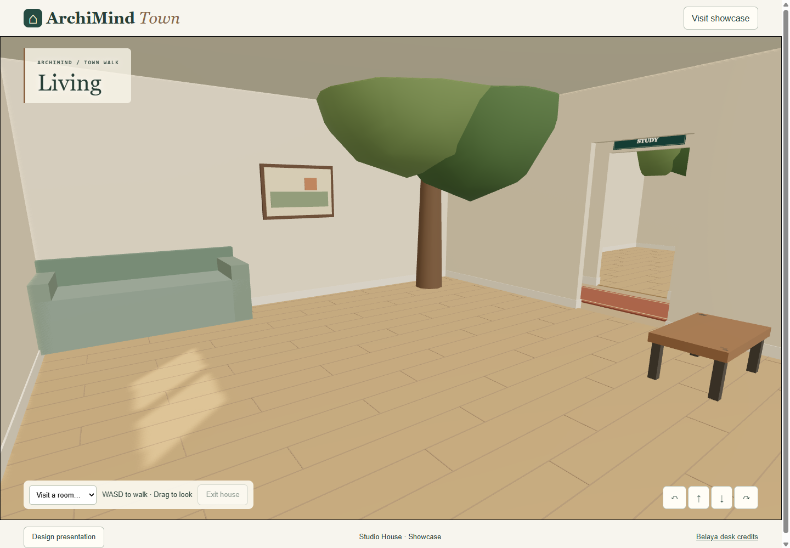 ArchiMind Town
Visit showcase
ARCHIMIND / TOWN WALK
Living
STUDY
Visit a room...
WASD to walk · Drag to look
Exit house
Design presentation
Studio House · Showcase
Belaya desk credits